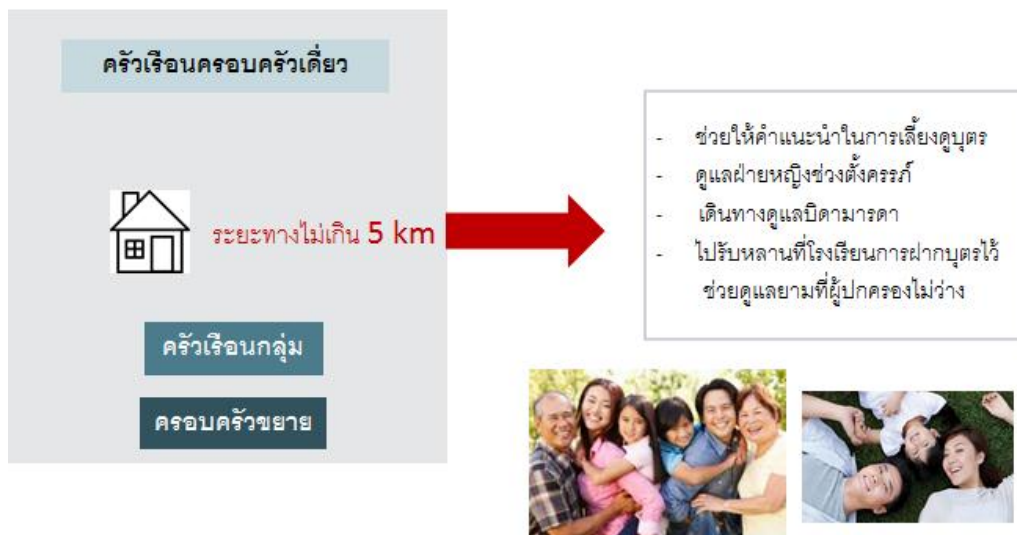 ครัวเรือนครอบครัวเดี่ยว
ระยะทางไม่เกิน 5 km
ครัวเรือนกลุ่ม
ครอบครัวขยาย
- ช่วยให้คำแนะนำในการเลี้ยงดูบุตร
- ดูแลฝ่ายหญิงช่วงตั้งครรภ์
- เดินทางดูแลบิดามารดา
- ไปรับหลานที่โรงเรียนการฝากบุตรไว้
ช่วยดูแลยามที่ผู้ปกครองไม่ว่าง